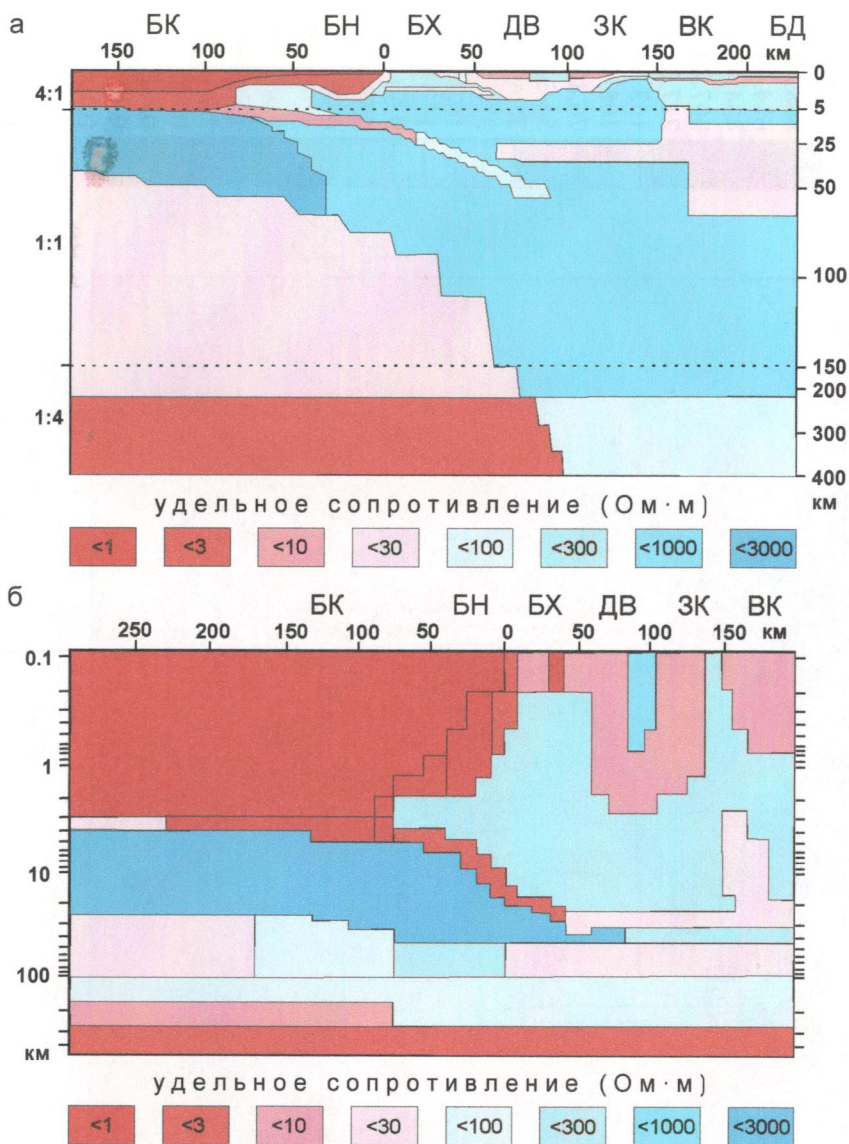 а
БК БН БХ ДВ ЗК ВК БД
150 100 50 0 50 100 150 200 км
4:1
1:1
1:4
0
5
25
50
100
150
200
300
400
км
удельное сопротивление (Ом·м)
<1 <3 <10 <30 <100 <300 <1000 <3000
б
БК БН БХ ДВ ЗК ВК
250 200 150 100 50 0 50 100 150 км
0.1
1
10
100
км
удельное сопротивление (Ом·м)
<1 <3 <10 <30 <100 <300 <1000 <3000